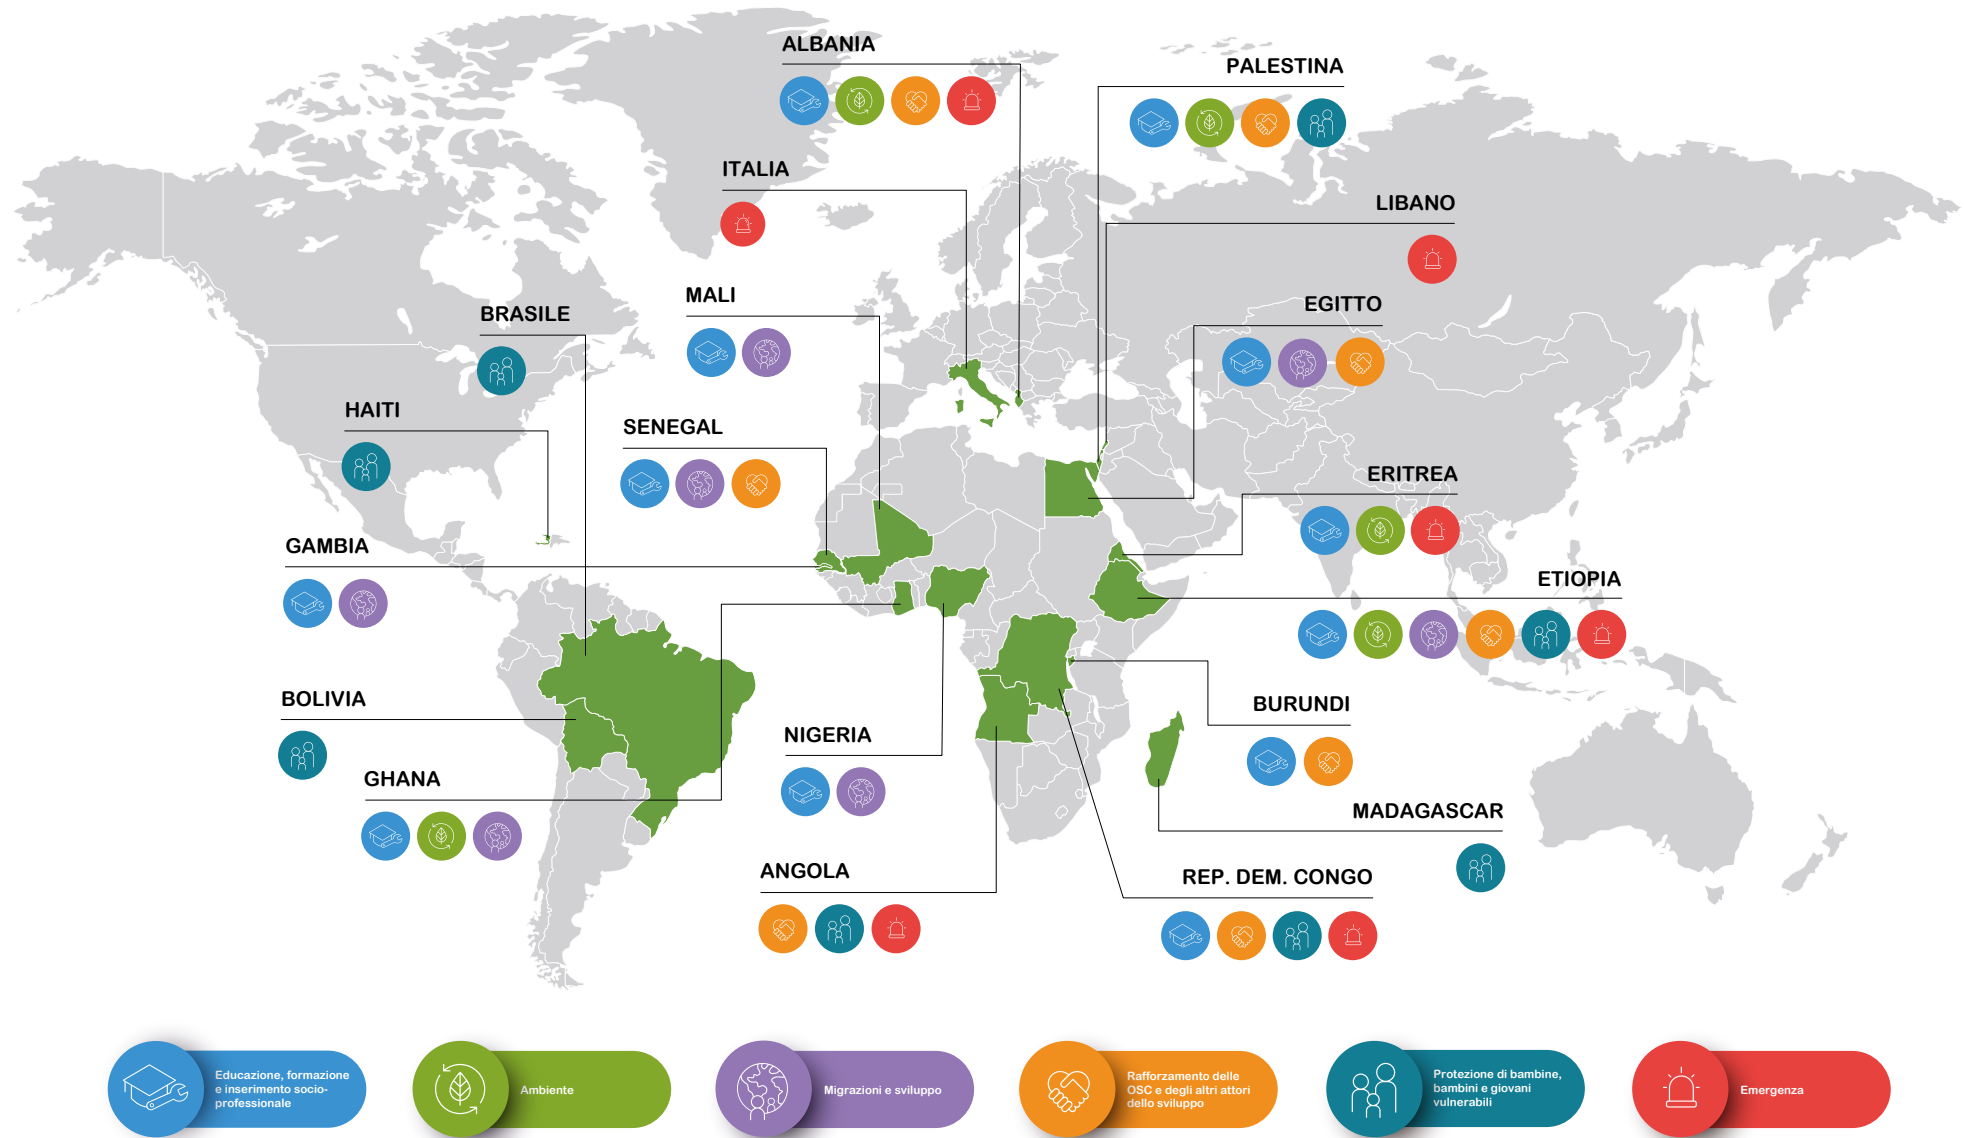 ALBANIA
PALESTINA
ITALIA
LIBANO
MALI
EGITTO
BRASILE
HAITI
SENEGAL
ERITREA
GAMBIA
ETIOPIA
BOLIVIA
BURUNDI
NIGERIA
GHANA
MADAGASCAR
ANGOLA
REP. DEM. CONGO
Educazione, formazione
e inserimento socio-
professionale
Ambiente
Migrazioni e sviluppo
Rafforzamento delle
OSC e degli altri attori
dello sviluppo
Protezione di bambine,
bambini e giovani
vulnerabili
Emergenza